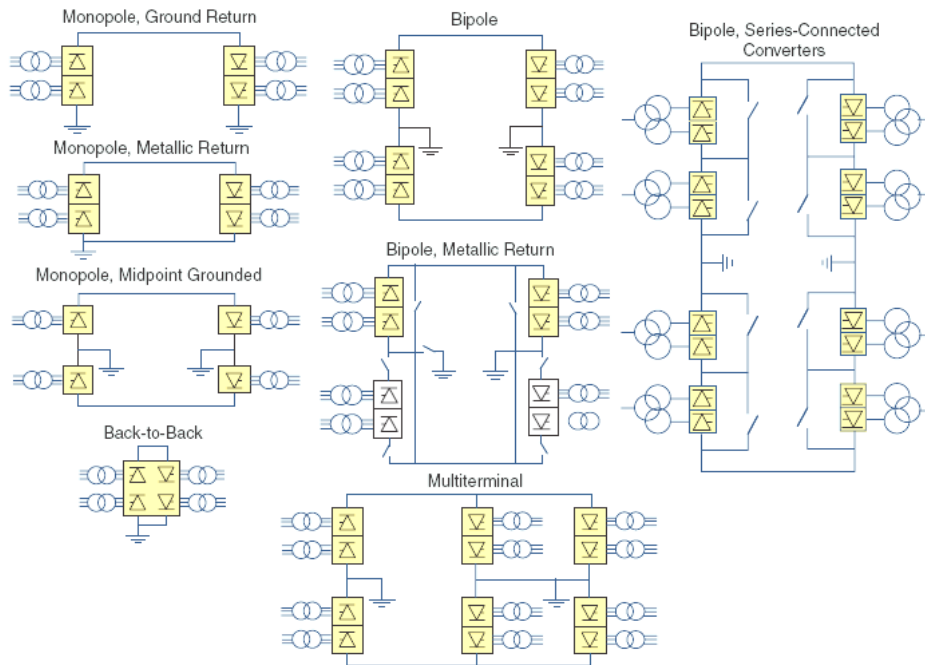 Monopole, Ground Return
Bipole
Bipole, Series-Connected
Converters
Monopole, Metallic Return
Monopole, Midpoint Grounded
Bipole, Metallic Return
Back-to-Back
Multiterminal